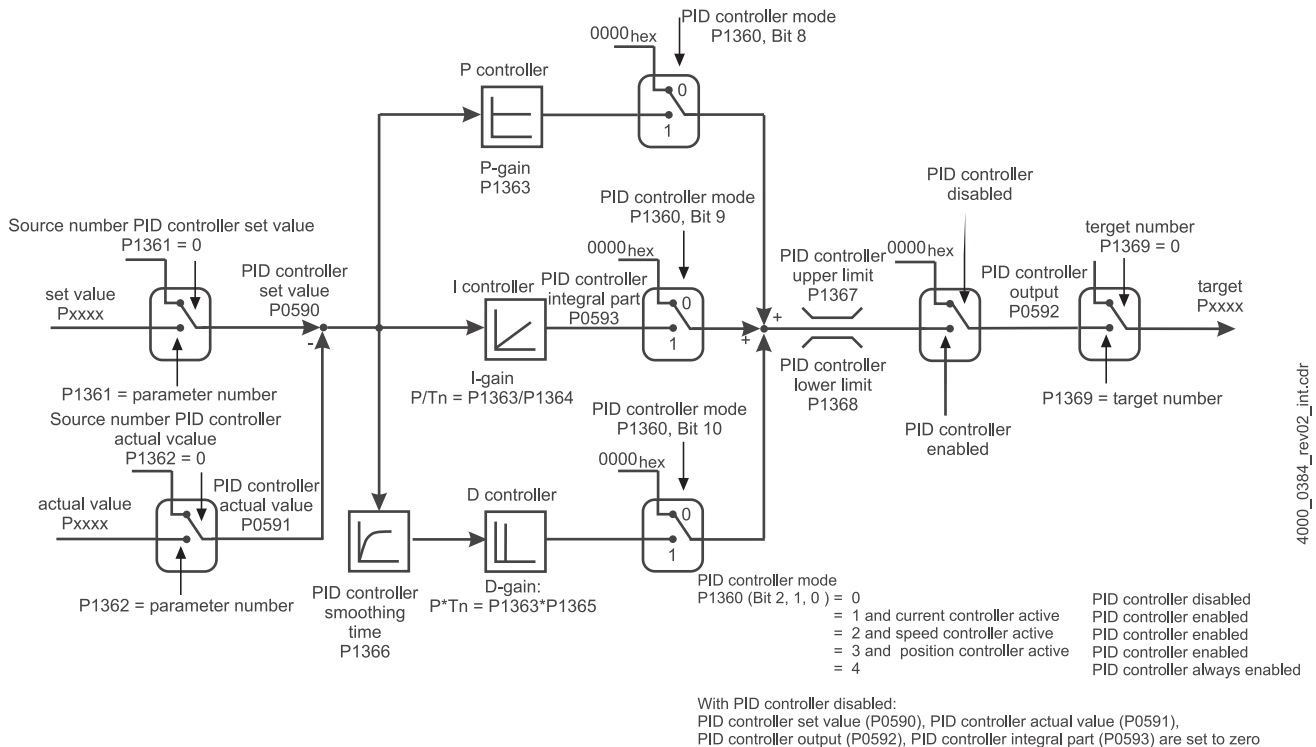 PID controller mode
P1360, Bit 8
0000hex
P controller
0
1
P-gain
P1363
PID controller mode
P1360, Bit 9
0000hex
PID controller
disabled
Source number PID controller set value
P1361 = 0
PID controller
set value
P0590
set value
Pxxxx
I controller
PID controller
integral part
P0593
0
1
PID controller
upper limit
P1367
0000hex
PID controller
output
P0592
terget number
P1369 = 0
target
Pxxxx
-
+
+
P1361 = parameter number
I-gain
P/Tn = P1363/P1364
PID controller
lower limit
P1368
PID controller
enabled
P1369 = target number
Source number PID controller
actual vcalue
P1362 = 0
PID controller
actual value
P0591
actual value
Pxxxx
PID controller mode
P1360, Bit 10
0000hex
D controller
0
1
P1362 = parameter number
PID controller
smoothing
time
P1366
D-gain:
P*Tn = P1363*P1365
PID controller mode
P1360 (Bit 2, 1, 0 ) = 0 PID controller disabled
= 1 and current controller active PID controller enabled
= 2 and speed controller active PID controller enabled
= 3 and position controller active PID controller enabled
= 4 PID controller always enabled
With PID controller disabled:
PID controller set value (P0590), PID controller actual value (P0591),
PID controller output (P0592), PID controller integral part (P0593) are set to zero
4000_0384_rev02_int.cdr